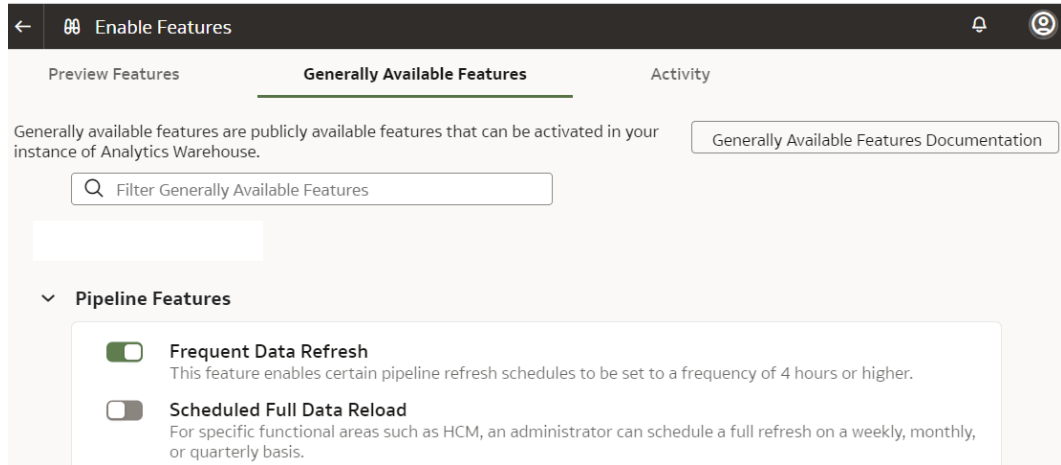 Enable Features
Preview Features
Generally Available Features
Activity
Generally available features are publicly available features that can be activated in your
instance of Analytics Warehouse.
Generally Available Features Documentation
Filter Generally Available Features
Pipeline Features
Frequent Data Refresh
This feature enables certain pipeline refresh schedules to be set to a frequency of 4 hours or higher.
Scheduled Full Data Reload
For specific functional areas such as HCM, an administrator can schedule a full refresh on a weekly, monthly,
or quarterly basis.